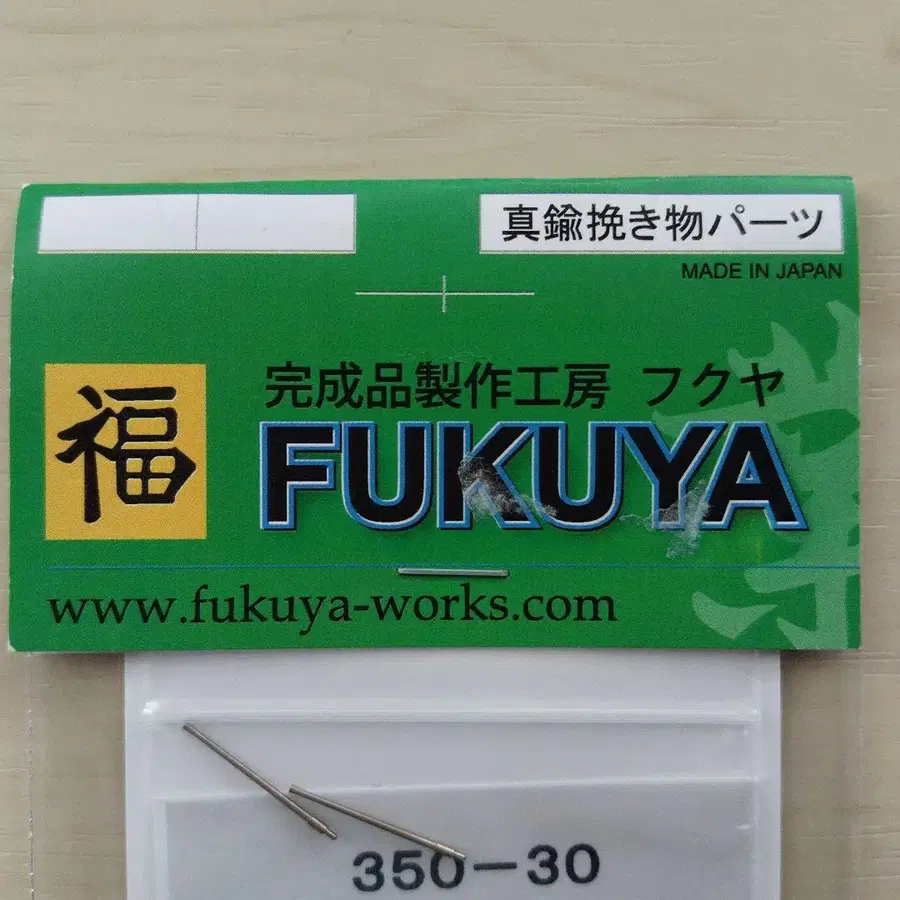 真鍮挽き物パーツ
MADE IN JAPAN
完成品製作工房 フクヤ
福
FUKUYA
www.fukuya-works.com
350-30